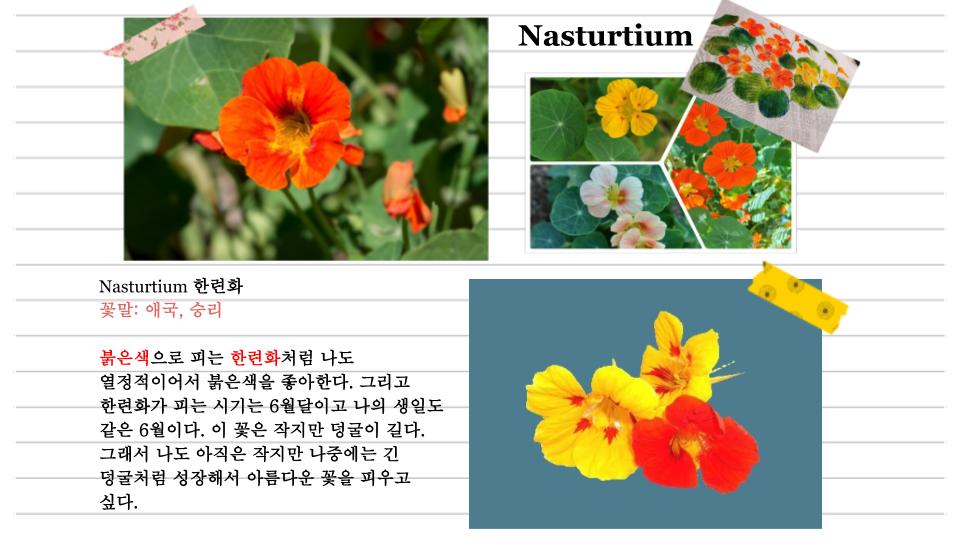 Nasturtium
Nasturtium 한련화
꽃말: 애국, 승리
붉은색으로 피는 한련화처럼 나도
열정적이어서 붉은색을 좋아한다. 그리고
한련화가 피는 시기는 6월달이고 나의 생일도
같은 6월이다. 이 꽃은 작지만 덩굴이 길다.
그래서 나도 아직은 작지만 나중에는 긴
덩굴처럼 성장해서 아름다운 꽃을 피우고
싶다.